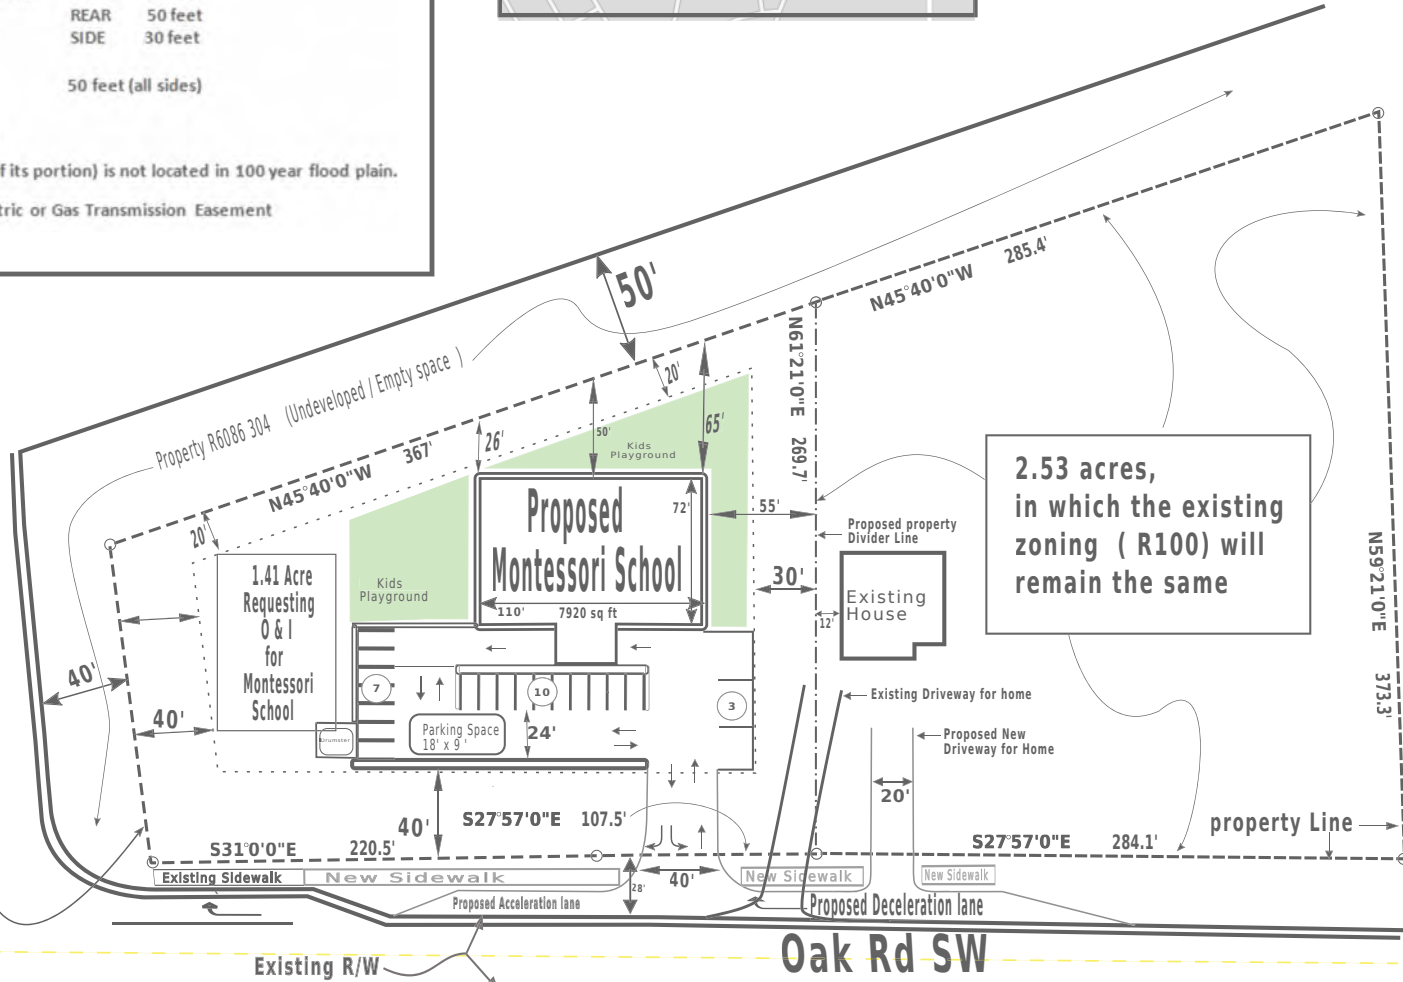 REAR 50 feet
SIDE 30 feet
50 feet (all sides)
f its portion) is not located in 100 year flood plain.
tric or Gas Transmission Easement
50'
285.4'
N45°40'0"W
N61°21'0"E 269.7'
Property R6086 304 (Undeveloped / Empty space )
20'
367'
N45°40'0"W
26'
50'
65'
Kids
Playground
2.53 acres,
in which the existing
zoning ( R100) will
remain the same
Proposed
Montessori School
72'
110'
7920 sq ft
55'
Proposed property
Divider Line
20'
1.41 Acre
Requesting
O & I
for
Montessori
School
Kids
Playground
30'
12'
Existing
House
N59°21'0"E
373.3'
40'
40'
7
10
3
Parking Space
18' x 9 '
24'
Existing Driveway for home
Proposed New
Driveway for Home
20'
40'
S27°57'0"E 107.5'
S31°0'0"E 220.5'
property Line
S27°57'0"E 284.1'
Existing Sidewalk
New Sidewalk
28'
40'
New Sidewalk
New Sidewalk
Proposed Acceleration lane
Proposed Deceleration lane
Oak Rd SW
Existing R/W